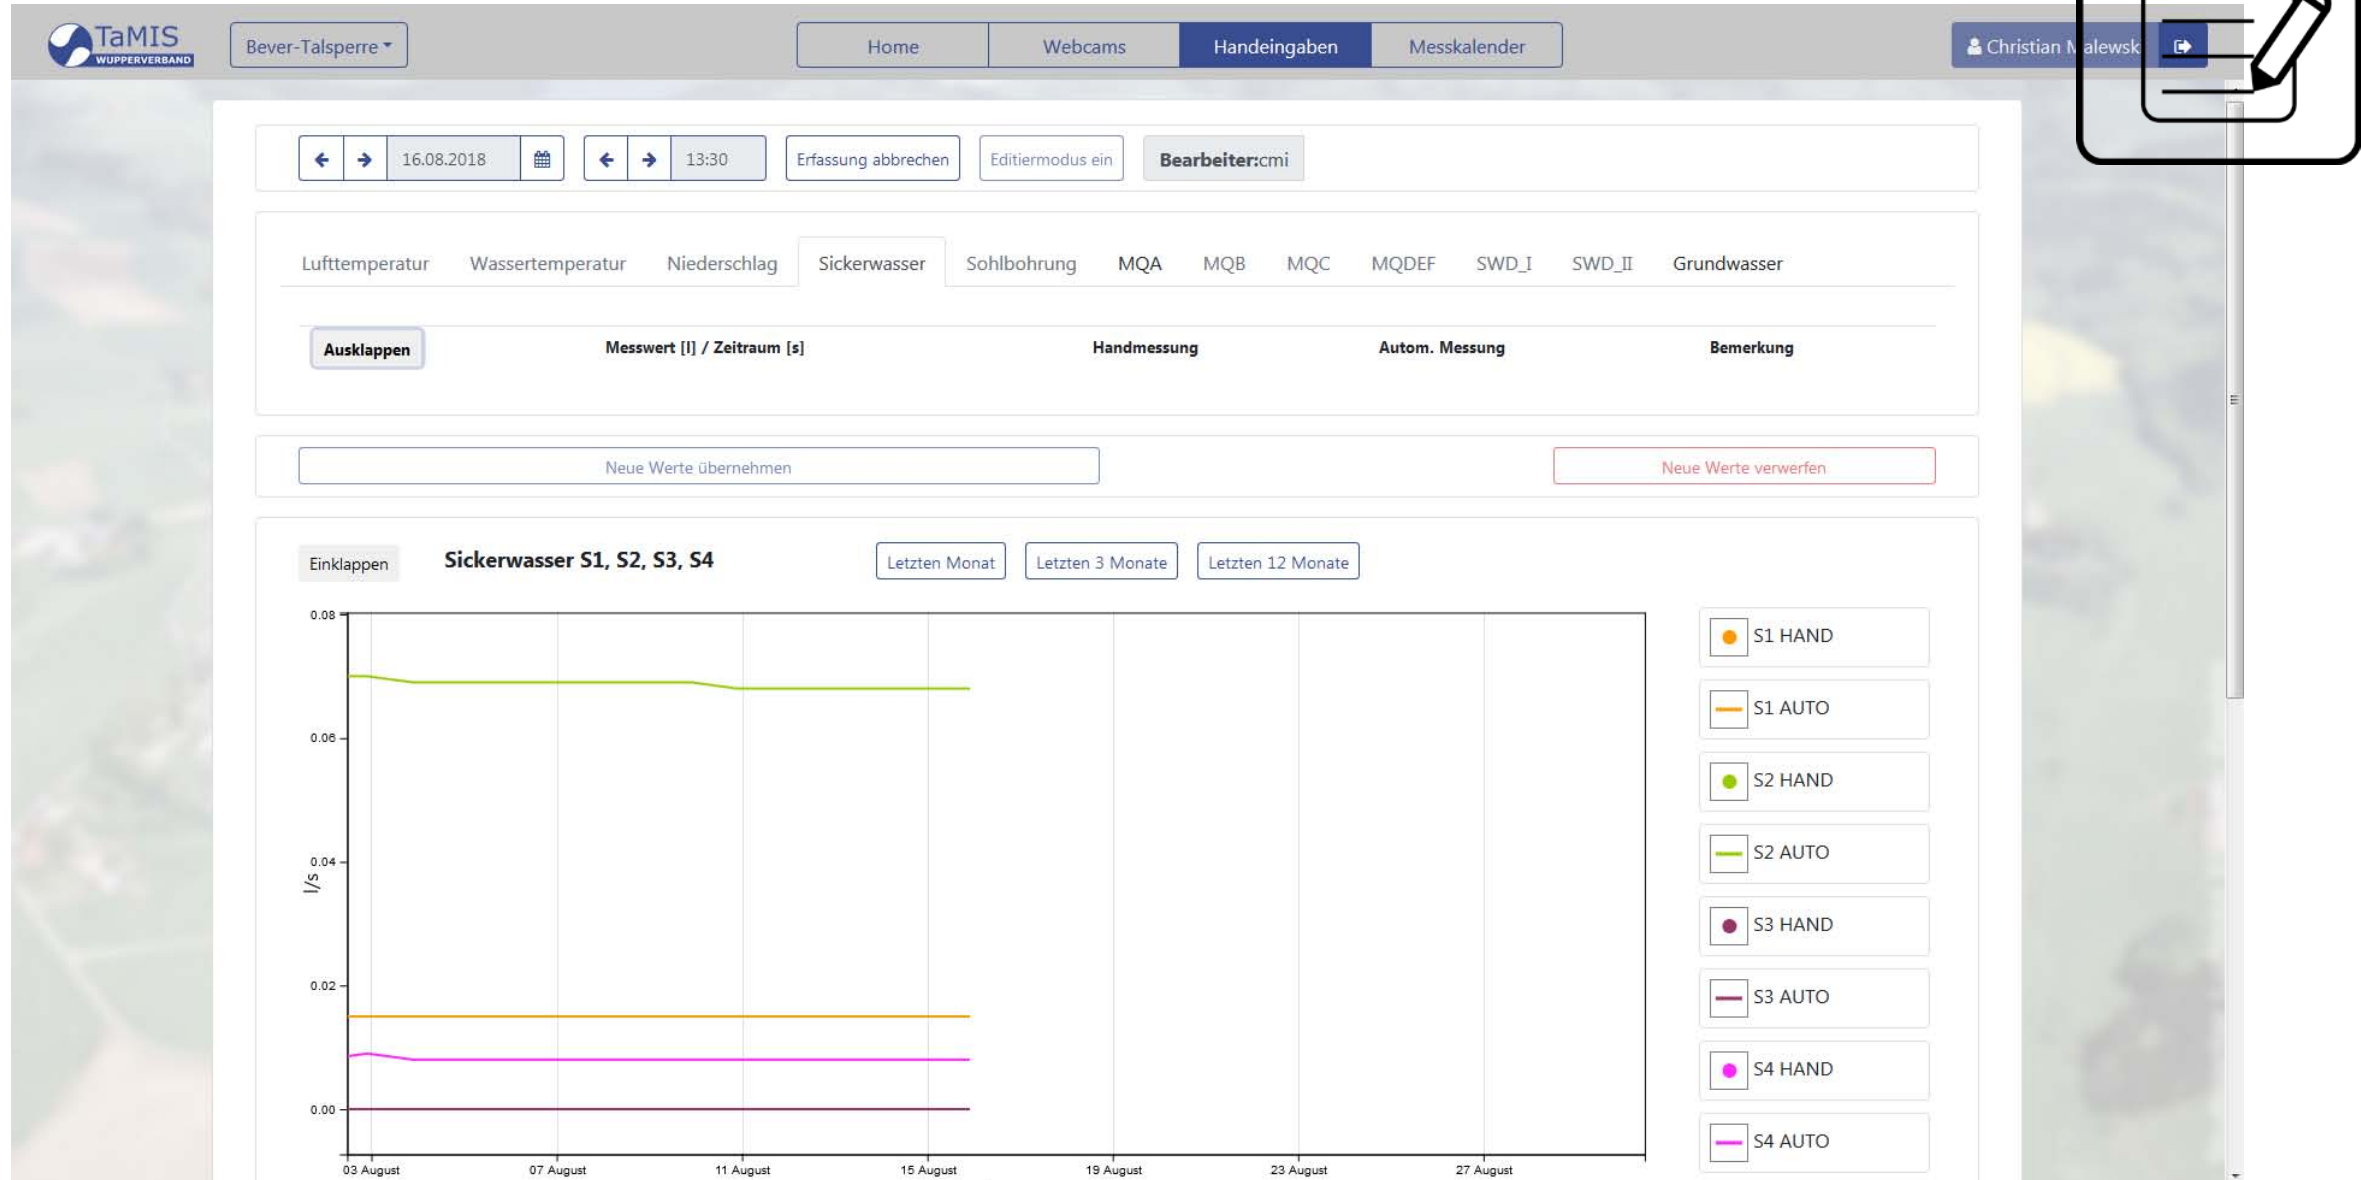 TaMIS
WUPPERVERBAND
Bever-Talsperre
Home
Webcams
Handeingaben
Messkalender
Christian Malewsk
16.08.2018
13:30
Erfassung abbrechen
Editiermodus ein
Bearbeiter:cmi
Lufttemperatur
Wassertemperatur
Niederschlag
Sickerwasser
Sohlbohrung
MQA
MQB
MQC
MQDEF
SWD_I
SWD_II
Grundwasser
Ausklappen
Messwert [l] / Zeitraum [s]
Handmessung
Autom. Messung
Bemerkung
Neue Werte übernehmen
Neue Werte verwerfen
Einklappen
Sickerwasser S1, S2, S3, S4
Letzten Monat
Letzten 3 Monate
Letzten 12 Monate
0.08
0.06
0.04
0.02
0.00
l/s
03 August
07 August
11 August
15 August
19 August
23 August
27 August
S1 HAND
S1 AUTO
S2 HAND
S2 AUTO
S3 HAND
S3 AUTO
S4 HAND
S4 AUTO